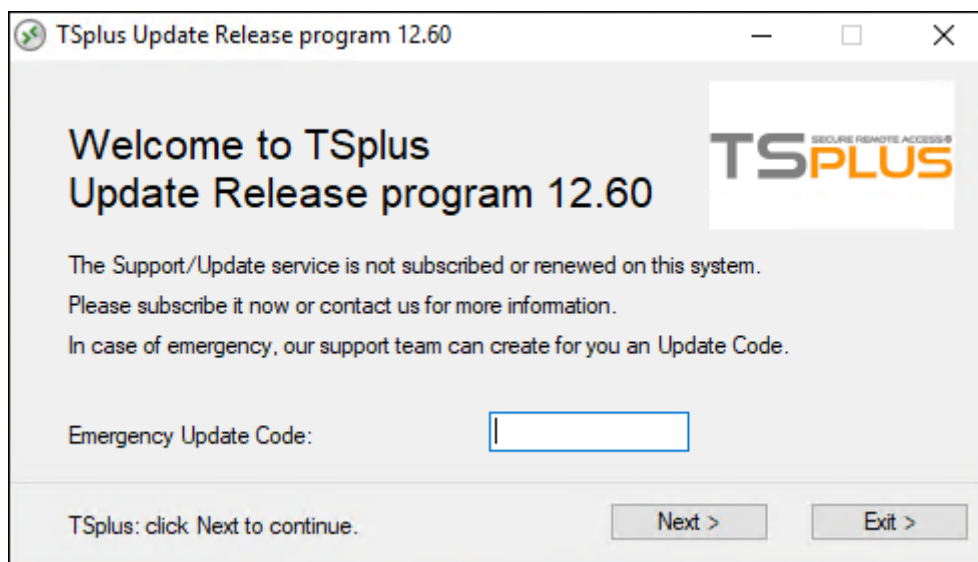 TSplus Update Release program 12.60
Welcome to TSplus
Update Release program 12.60
SECURE REMOTE ACCESS®
TSPLUS
The Support/Update service is not subscribed or renewed on this system.
Please subscribe it now or contact us for more information.
In case of emergency, our support team can create for you an Update Code.
Emergency Update Code:
TSplus: click Next to continue.
Next >
Exit >